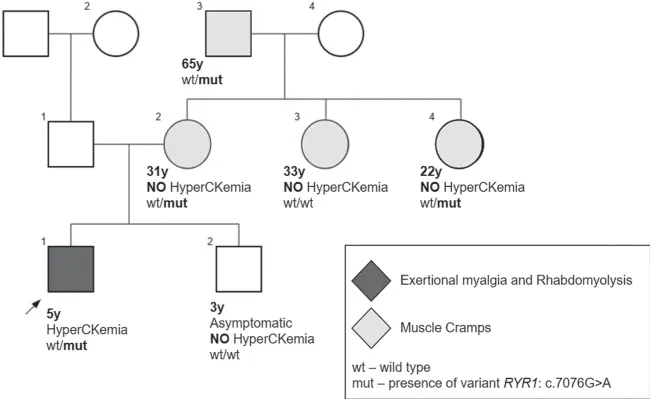 2
3
4
65y
wt/mut
1
2
3
4
31y
NO HyperCKemia
wt/mut
33y
NO HyperCKemia
wt/wt
22y
NO HyperCKemia
wt/mut
1
2
5y
HyperCKemia
wt/mut
3y
Asymptomatic
NO HyperCKemia
wt/wt
Exertional myalgia and Rhabdomyolysis
Muscle Cramps
wt – wild type
mut – presence of variant RYR1: c.7076G>A